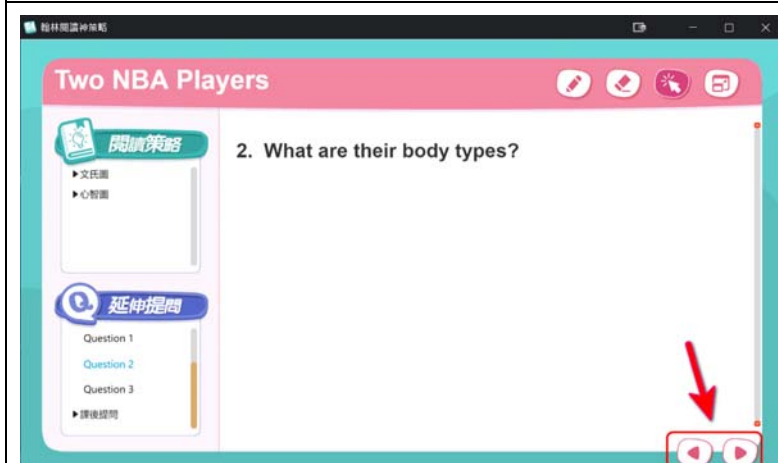 翰林閱讀神策略
Two NBA Players
閱讀策略
▶文氏圖
▶心智圖
2. What are their body types?
Q.
延伸提問
Question 1
Question 2
Question 3
▶課後提問